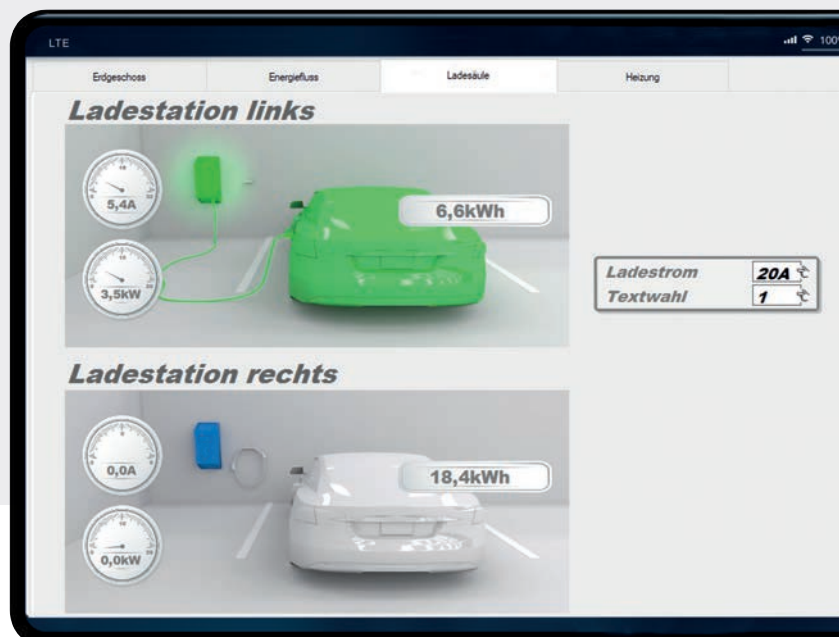 LTE
100%
Erdgeschoss Energiefluss Ladesäule Heizung
Ladestation links
5,4A
6,6kWh
3,5kW
Ladestrom 20A
Textwahl 1
Ladestation rechts
0,0A
18,4kWh
0,0kW